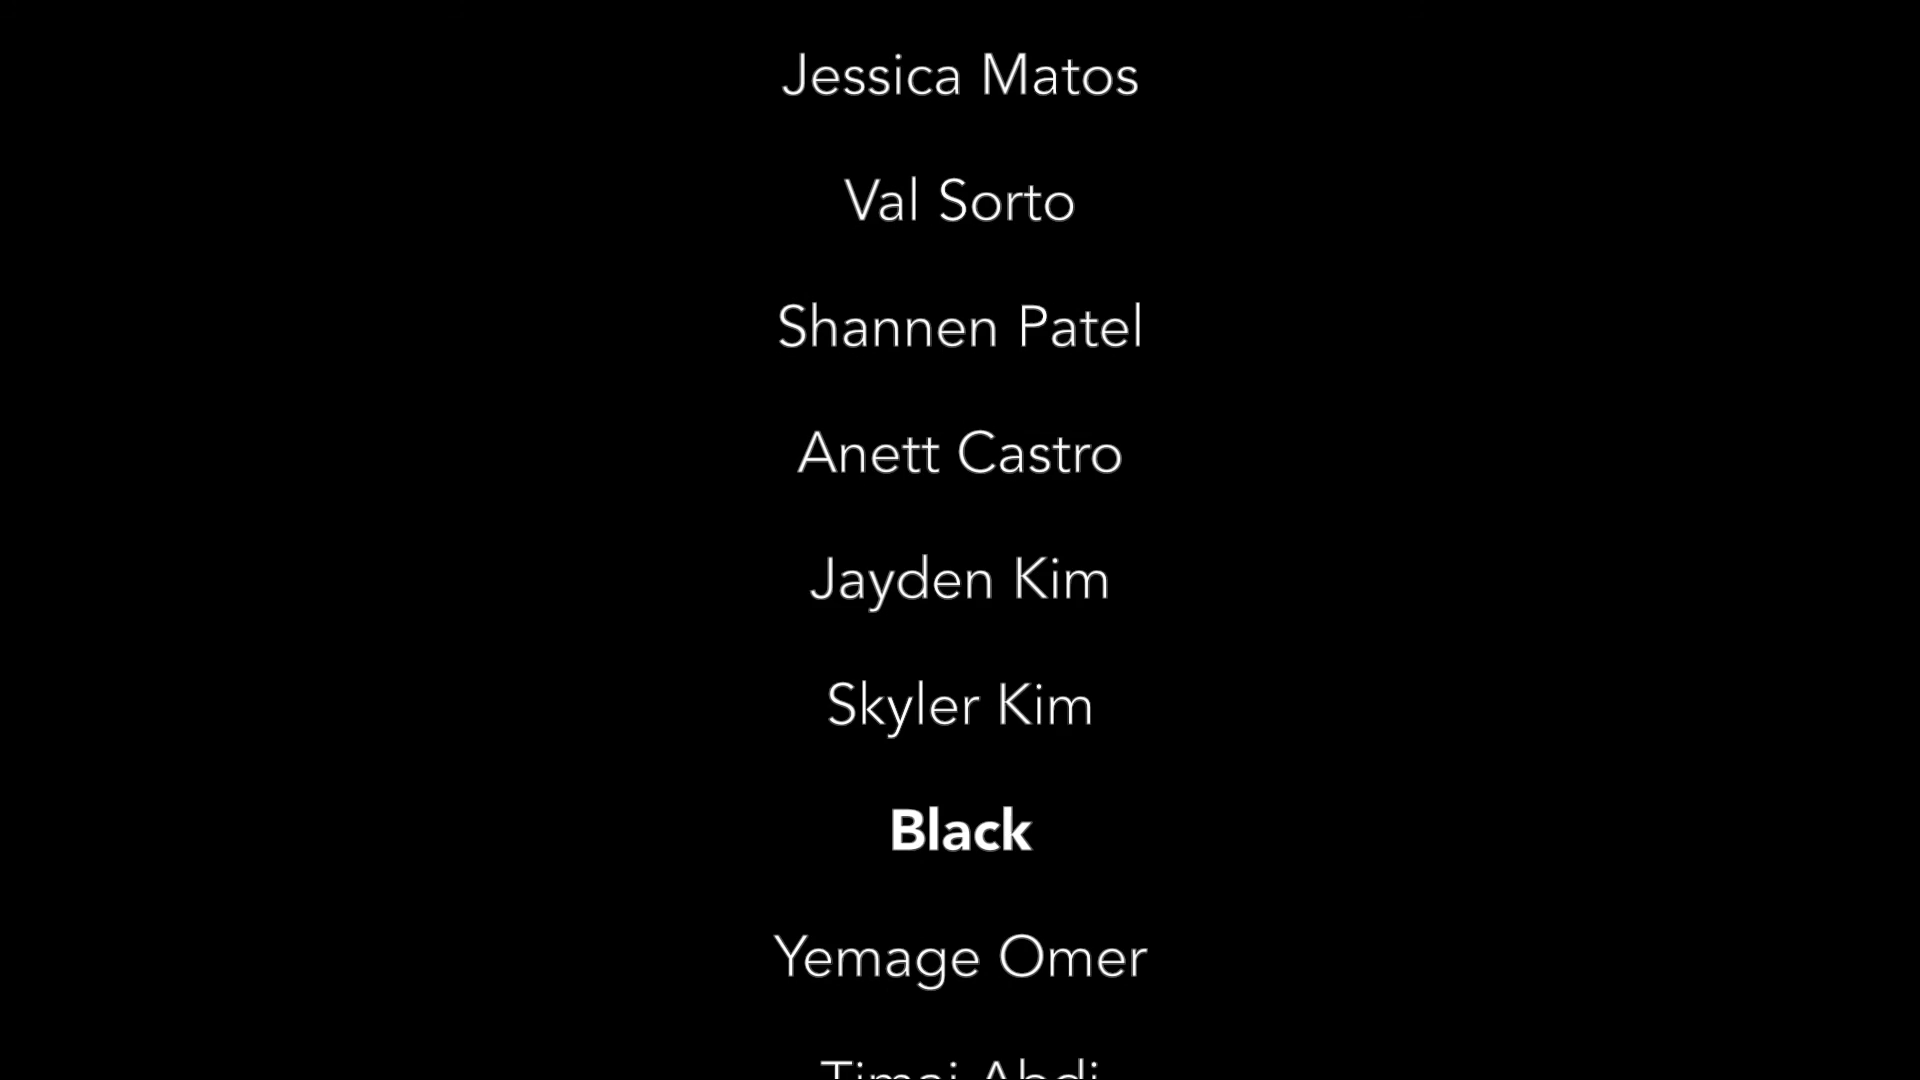 Jessica Matos
Val Sorto
Shannen Patel
Anett Castro
Jayden Kim
Skyler Kim
Black
Yemage Omer